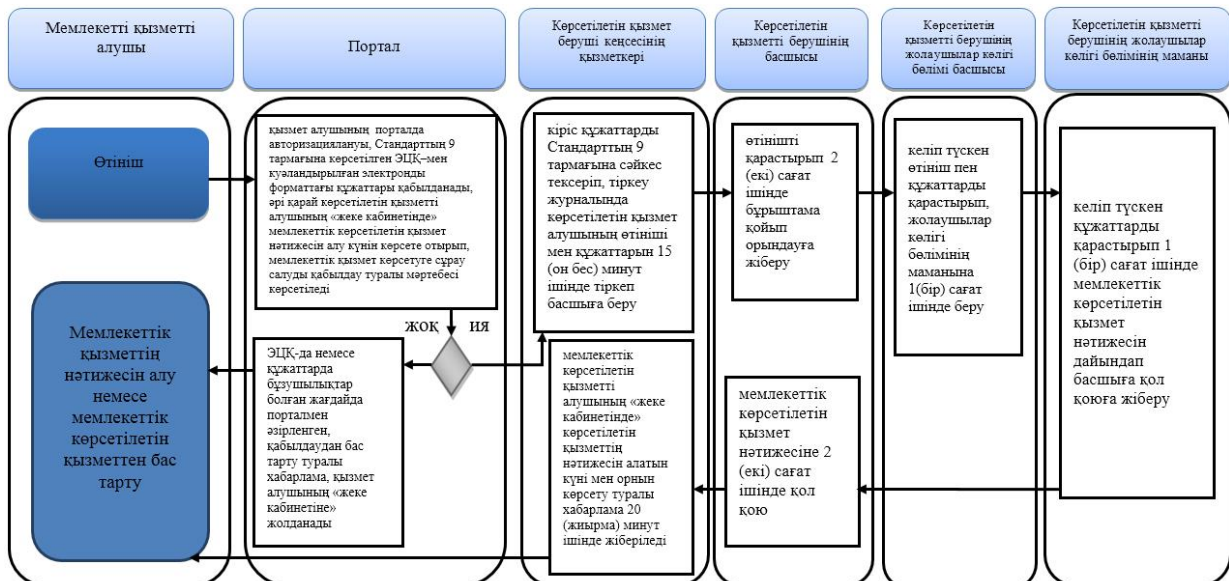 Мемлекетті қызметті
алушы
Портал
Көрсетілетін қызмет
беруші кеңсесінің
қызметкері
Көрсетілетін
қызметті берушінің
басшысы
Көрсетілетін
қызметті берушінің
жолаушылар көлігі
бөлімі басшысы
Көрсетілетін қызметті
берушінің жолаушылар
көлігі бөлімінің маманы
Өтініш
қызмет алушының порталда
авторизациялануы, Стандарттың 9
тармағына көрсетілген ЭЦҚ–мен
куәландырылған электронды
форматтағы құжаттары қабылданады,
әрі қарай көрсетілетін қызметті
алушының «жеке кабинетінде»
мемлекеттік көрсетілетін қызмет
нәтижесін алу күнін көрсете отырып,
мемлекеттік қызмет көрсетуге сұрау
салуды қабылдау туралы мәртебесі
көрсетіледі
кіріс құжаттарды
Стандарттың 9
тармағына сәйкес
тексеріп, тіркеу
журналында
көрсетілетін қызмет
алушының өтініші
мен құжаттарын 15
(он бес) минут
ішінде тіркеп
басшыға беру
өтінішті
қарастырып 2
(екі) сағат
ішінде
бұрыштама
қойып
орындауға
жіберу
келіп түскен
өтініш пен
құжаттарды
қарастырып,
жолаушылар
көлігі
бөлімінің
маманына
1(бір) сағат
ішінде беру
келіп түскен
құжаттарды
қарастырып 1
(бір) сағат ішінде
мемлекеттік
көрсетілетін
қызмет
нәтижесін
дайындап
басшыға қол
қоюға жіберу
жоқ ия
Мемлекеттік
қызметтің
нәтижесін алу
немесе
мемлекеттік
көрсетілетін
қызметтен бас
тарту
ЭЦҚ-да немесе
құжаттарда
бұзушылықтар
болған жағдайда
порталмен
әзірленген,
қабылдаудан бас
тарту туралы
хабарлама, қызмет
алушының «жеке
кабинетіне»
жолданады
мемлекеттік
көрсетілетін
қызметті
алушының «жеке
кабинетінде»
көрсетілетін
қызметтің
нәтижесін алатын
күні мен орнын
көрсету туралы
хабарлама 20
(жиырма) минут
ішінде жіберіледі
мемлекеттік
көрсетілетін
қызмет
нәтижесіне 2
(екі) сағат
ішінде қол
қою